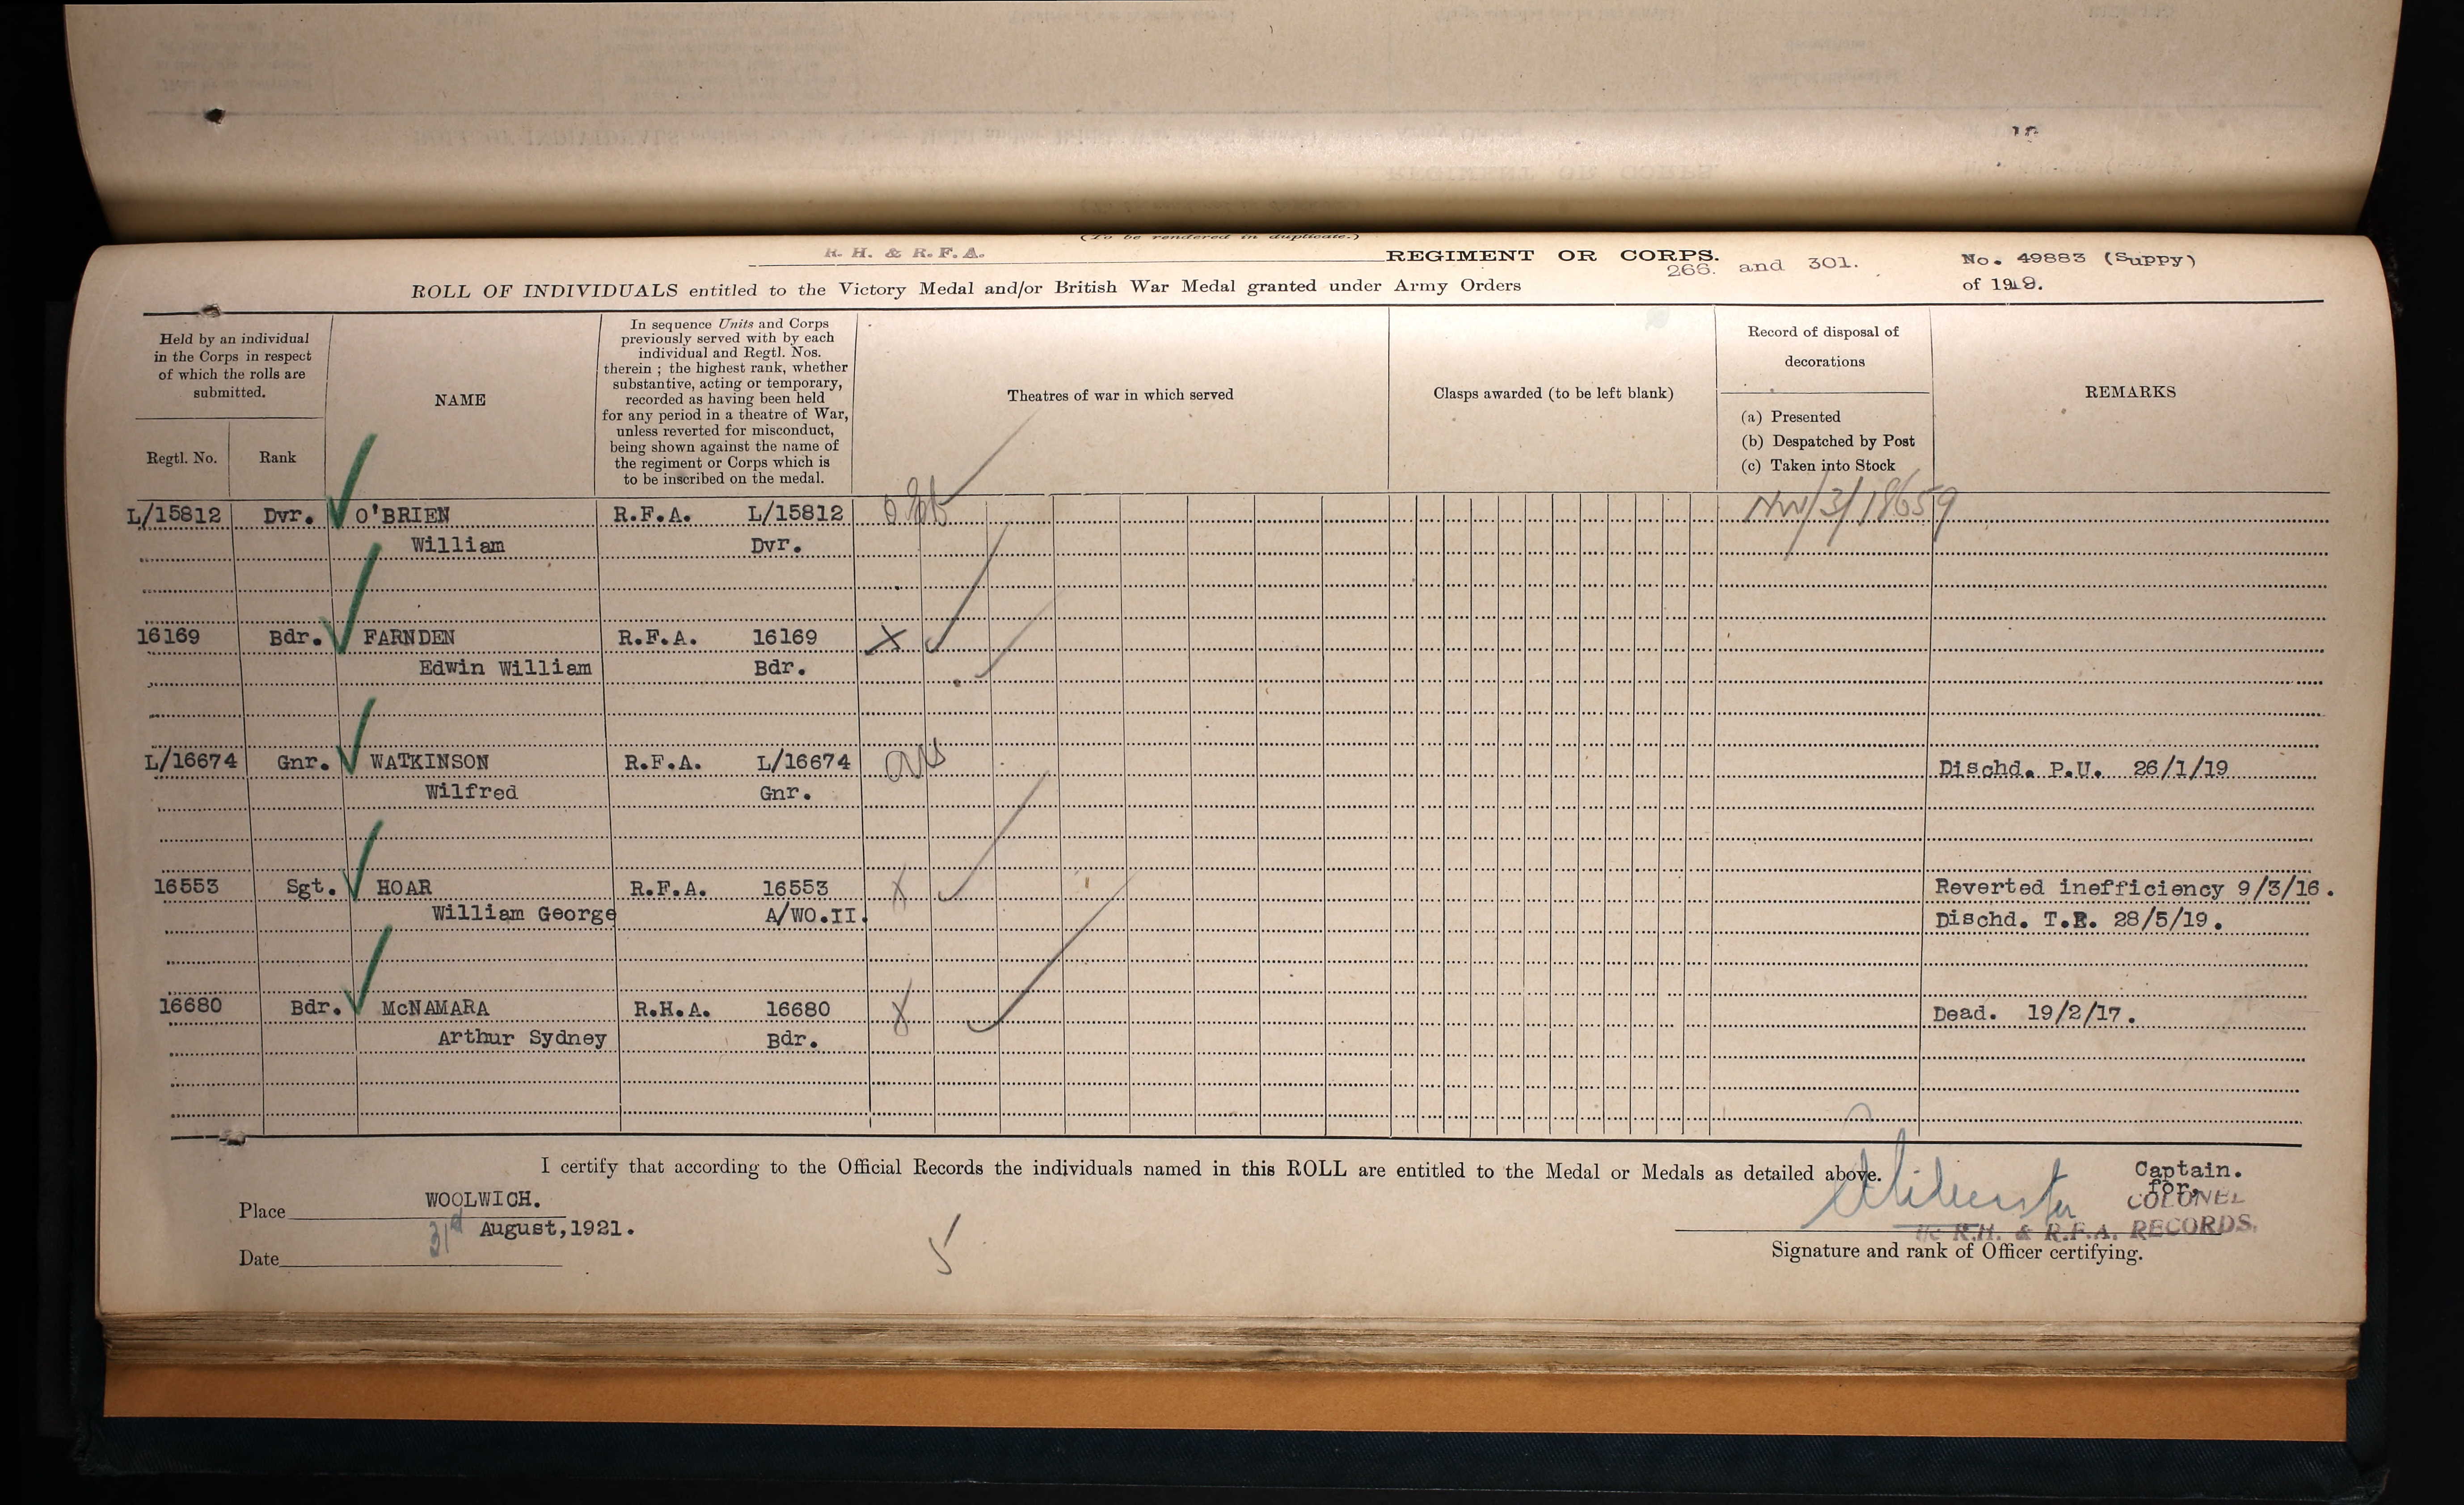 (To be rendered in duplicate.)
R. H. & R.F.A. REGIMENT OR CORPS. No. 49883 (Suppy)
ROLL OF INDIVIDUALS entitled to the Victory Medal and/or British War Medal granted under Army Orders 266. and 301. of 1919.
Held by an individual
in the Corps in respect
of which the rolls are
submitted.
Regtl. No. Rank
NAME
In sequence Units and Corps
previously served with by each
individual and Regtl. Nos.
therein ; the highest rank, whether
substantive, acting or temporary,
recorded as having been held
for any period in a theatre of War,
unless reverted for misconduct,
being shown against the name of
the regiment or Corps which is
to be inscribed on the medal.
Theatres of war in which served
Clasps awarded (to be left blank)
Record of disposal of
decorations
(a) Presented
(b) Despatched by Post
(c) Taken into Stock
REMARKS
L/15812 Dvr. O'BRIEN R.F.A. L/15812 NW/3/18659
William Dvr.
16169 Bdr. FARNDEN R.F.A. 16169 X
Edwin William Bdr.
L/16674 Gnr. WATKINSON R.F.A. L/16674 Dischd. P.U. 26/1/19
Wilfred Gnr.
16553 Sgt. HOAR R.F.A. 16553 X Reverted inefficiency 9/3/16.
William George A/WO.II. Dischd. T.E. 28/5/19.
16680 Bdr. McNAMARA R.H.A. 16680 X Dead. 19/2/17.
Arthur Sydney Bdr.
I certify that according to the Official Records the individuals named in this ROLL are entitled to the Medal or Medals as detailed above.
Place WOOLWICH.
Date 31st August, 1921.
5
Captain.
for.
COLONEL
R.H. & R.F.A. RECORDS.
Signature and rank of Officer certifying.